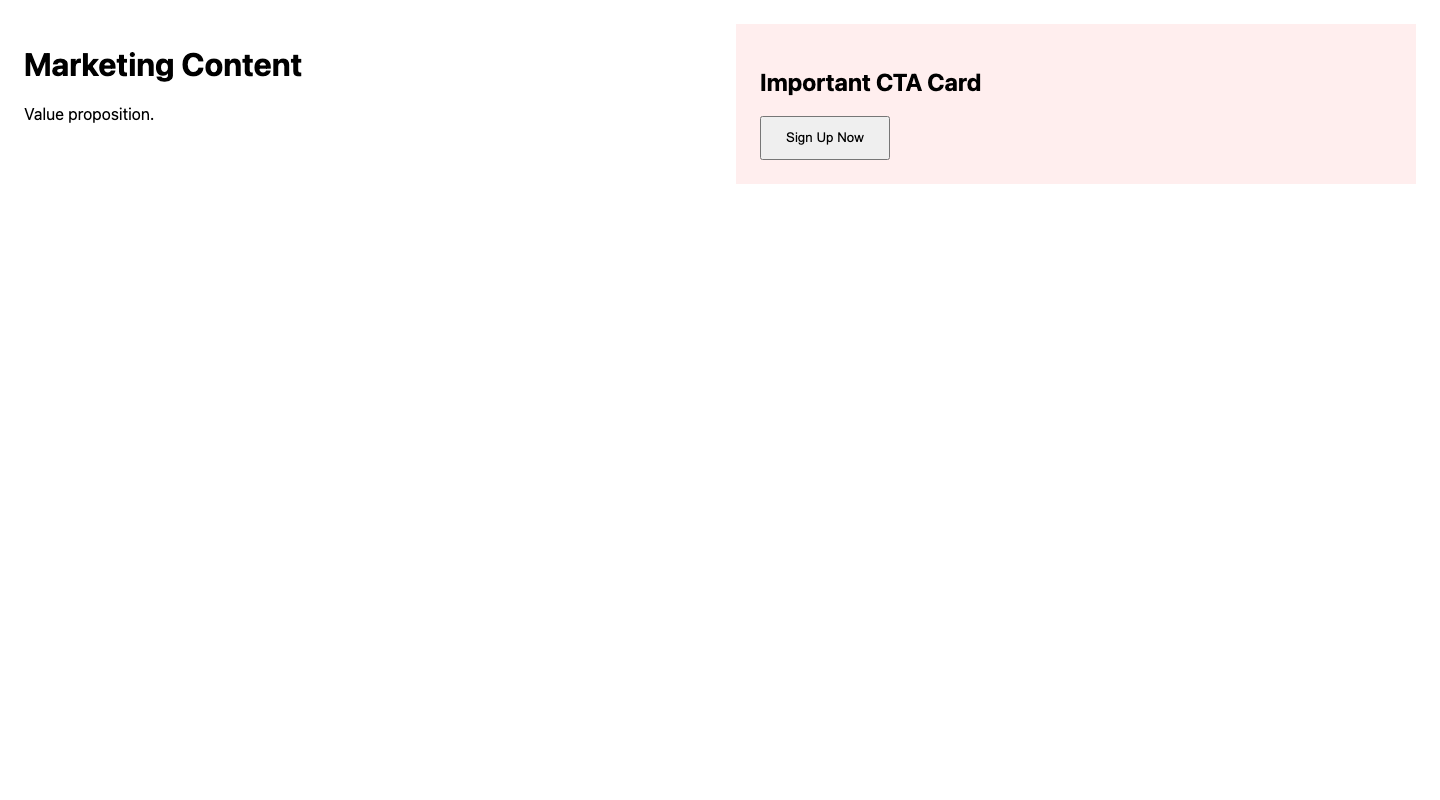 Marketing Content
Value proposition.
Important CTA Card
Sign Up Now